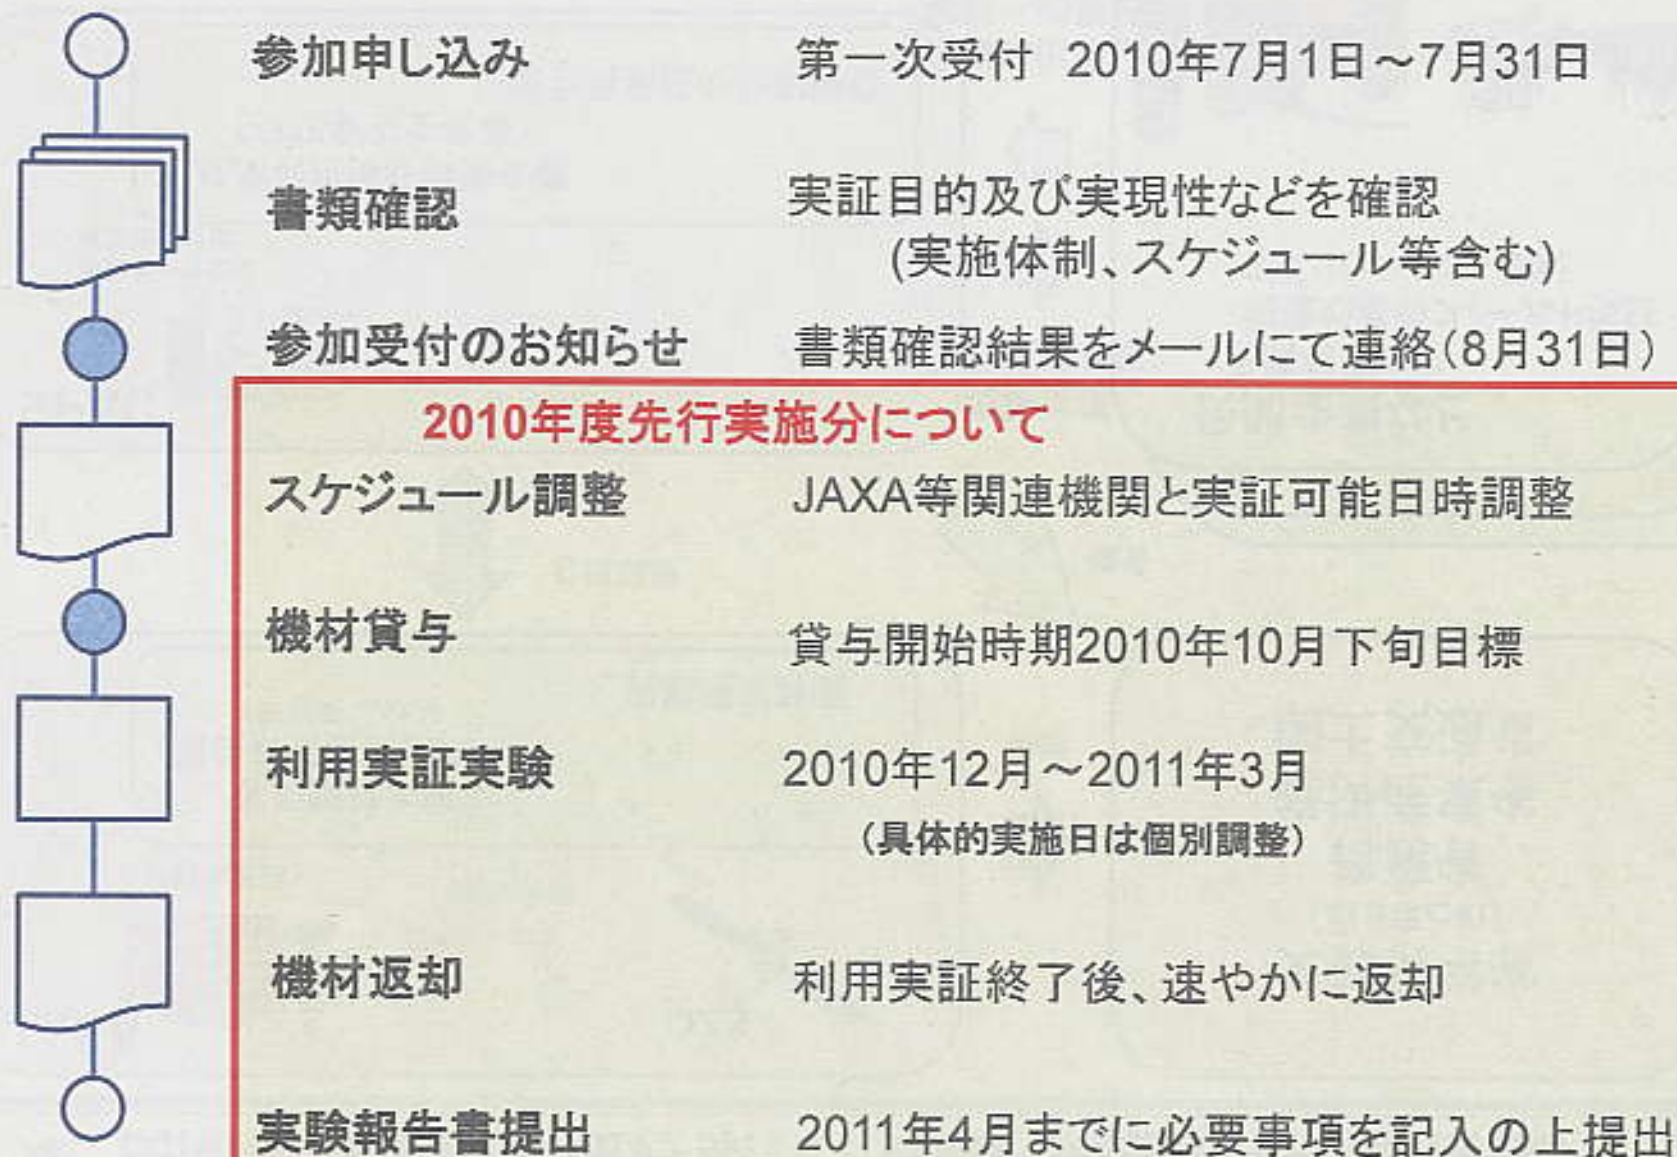 参加申し込み 第一次受付 2010年7月1日～7月31日
書類確認 実証目的及び実現性などを確認
(実施体制、スケジュール等含む)
参加受付のお知らせ 書類確認結果をメールにて連絡(8月31日)
2010年度先行実施分について
スケジュール調整 JAXA等関連機関と実証可能日時調整
機材貸与 貸与開始時期2010年10月下旬目標
利用実証実験 2010年12月～2011年3月
(具体的実施日は個別調整)
機材返却 利用実証終了後、速やかに返却
実験報告書提出 2011年4月までに必要事項を記入の上提出